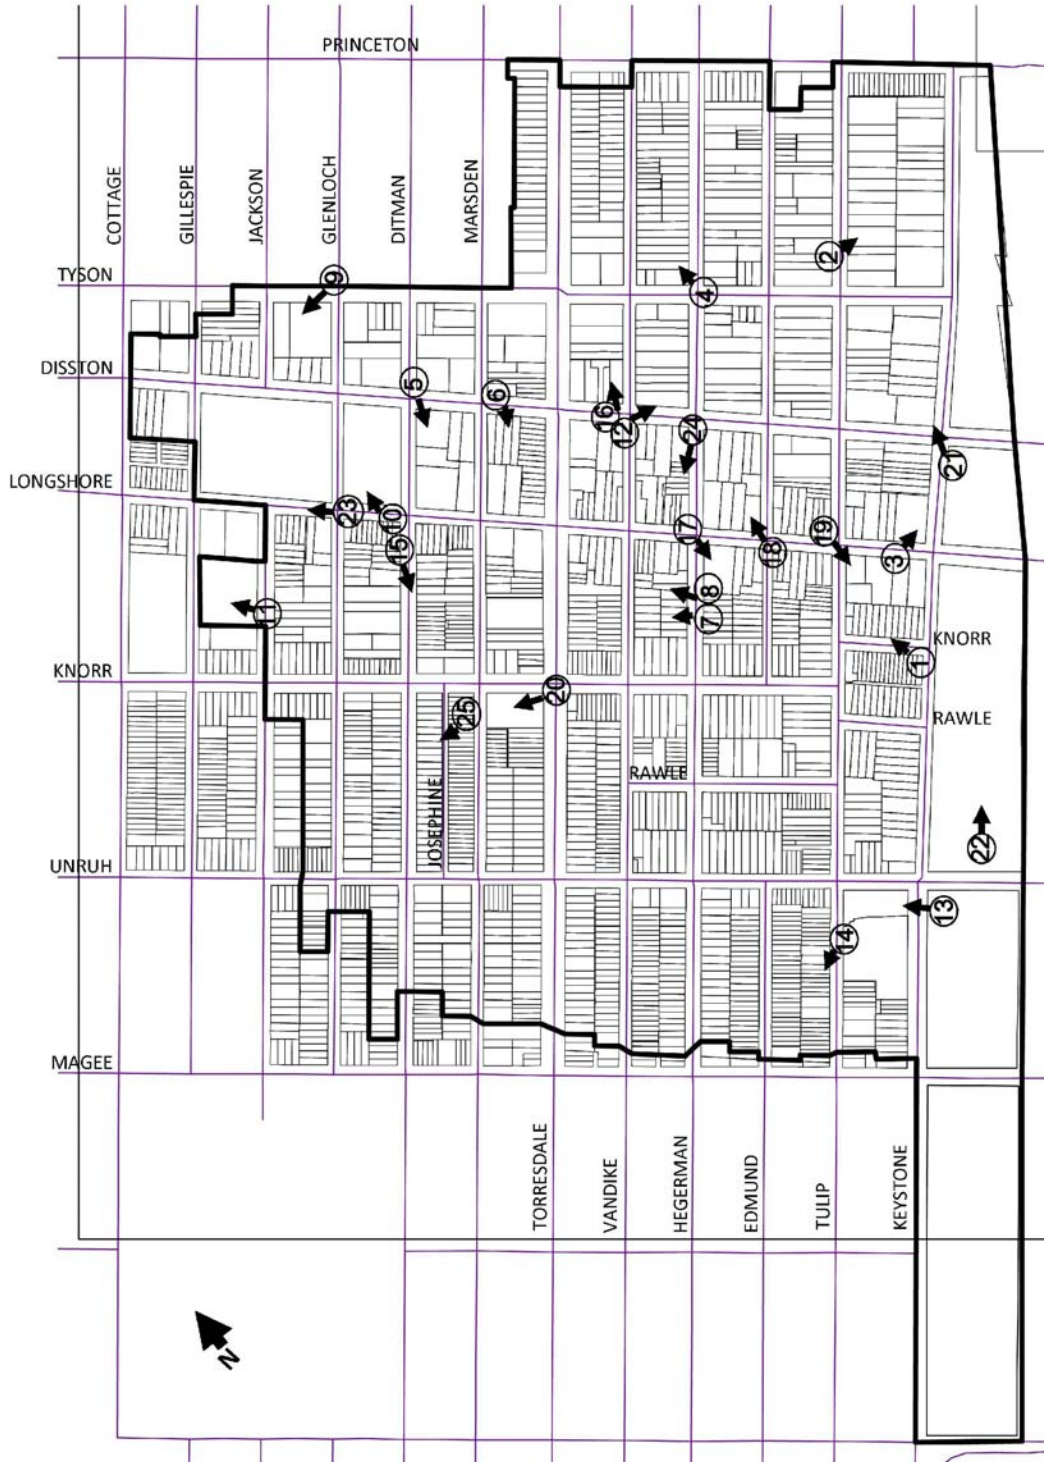 PRINCETON
COTTAGE
GILLESPIE
JACKSON
GLENLOCH
DITMAN
MARSDEN
TYSON
2
9
4
DISSTON
5
6
16
12
24
21
LONGSHORE
23
10
15
17
18
19
3
8
7
11
KNORR
KNORR
1
20
25
RAWLE
RAWLE
JOSEPHINE
UNRUH
22
13
14
MAGEE
TORRESDALE
VANDIKE
HEGERMAN
EDMUND
TULIP
KEYSTONE
N